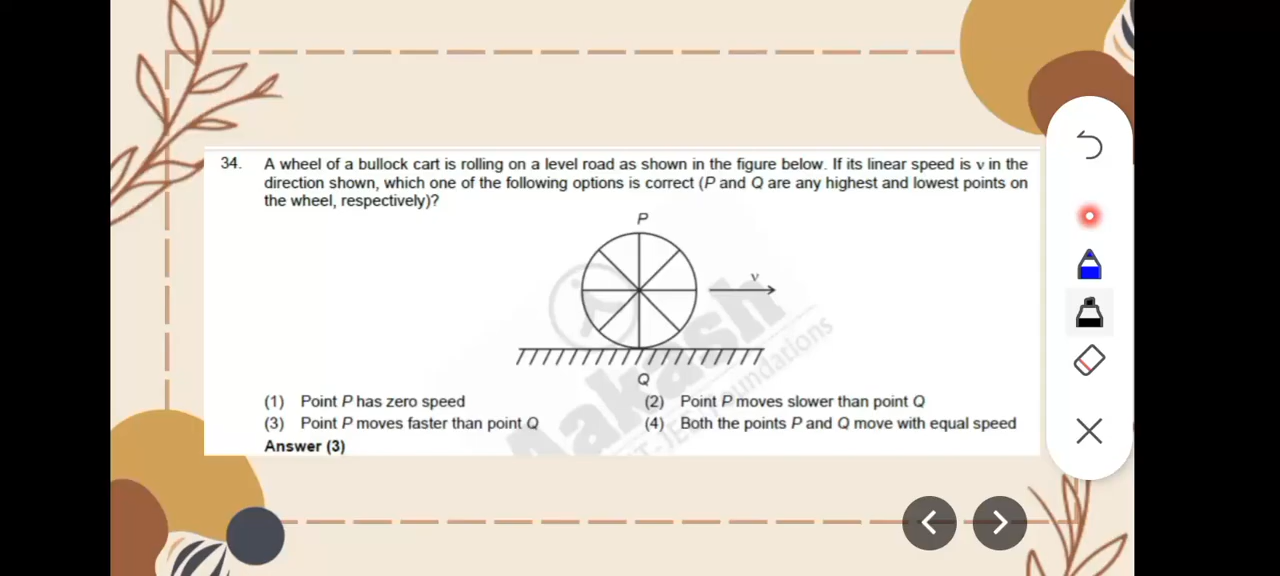 34. A wheel of a bullock cart is rolling on a level road as shown in the figure below. If its linear speed is v in the
direction shown, which one of the following options is correct (P and Q are any highest and lowest points on
the wheel, respectively)?
P
v
Q
(1) Point P has zero speed (2) Point P moves slower than point Q
(3) Point P moves faster than point Q (4) Both the points P and Q move with equal speed
Answer (3)
Aakash